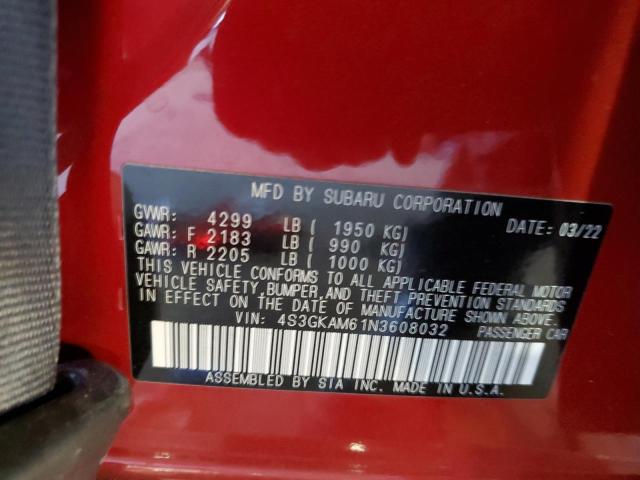 MFD BY SUBARU CORPORATION
GVWR: 4299 LB ( 1950 KG) DATE: 03/22
GAWR: F 2183 LB ( 990 KG)
GAWR: R 2205 LB ( 1000 KG)
THIS VEHICLE CONFORMS TO ALL APPLICABLE FEDERAL MOTOR
VEHICLE SAFETY,BUMPER,AND THEFT PREVENTION STANDARDS
IN EFFECT ON THE DATE OF MANUFACTURE SHOWN ABOVE.
VIN: 4S3GKAM61N3608032 PASSENGER CAR
ASSEMBLED BY SIA INC. MADE IN U.S.A.